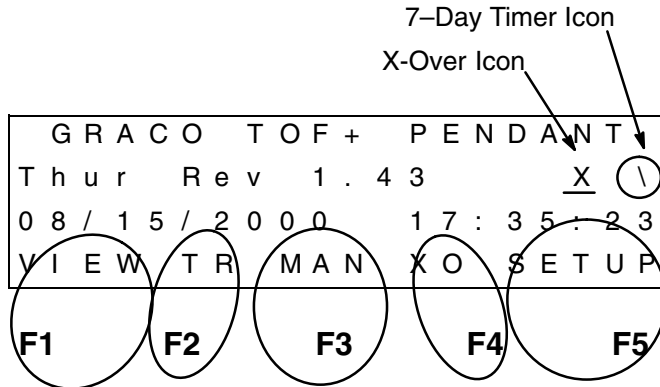 7–Day Timer Icon
X-Over Icon
GRACO TOF+ PENDANT
Thur Rev 1.43 X \
08/15/2000 17:35:23
VIEW TR MAN XO SETUP
F1 F2 F3 F4 F5